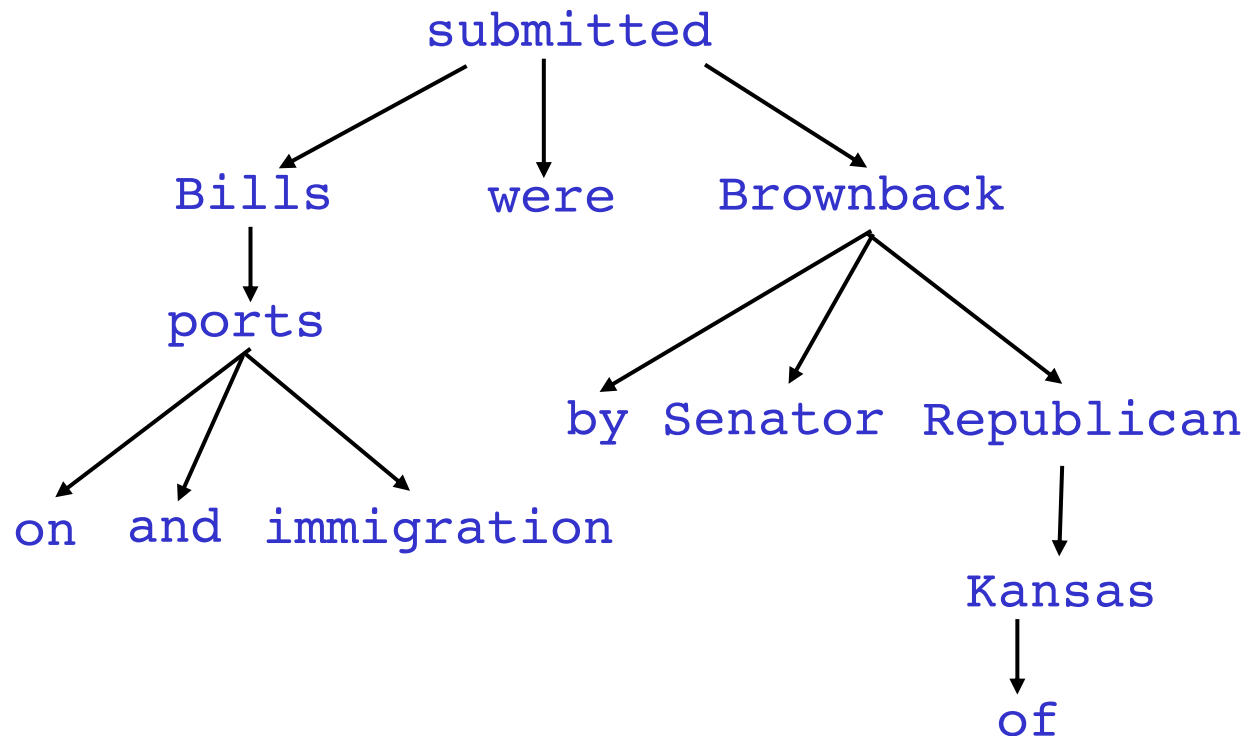 submitted
Bills were Brownback
ports
by Senator Republican
on and immigration
Kansas
of